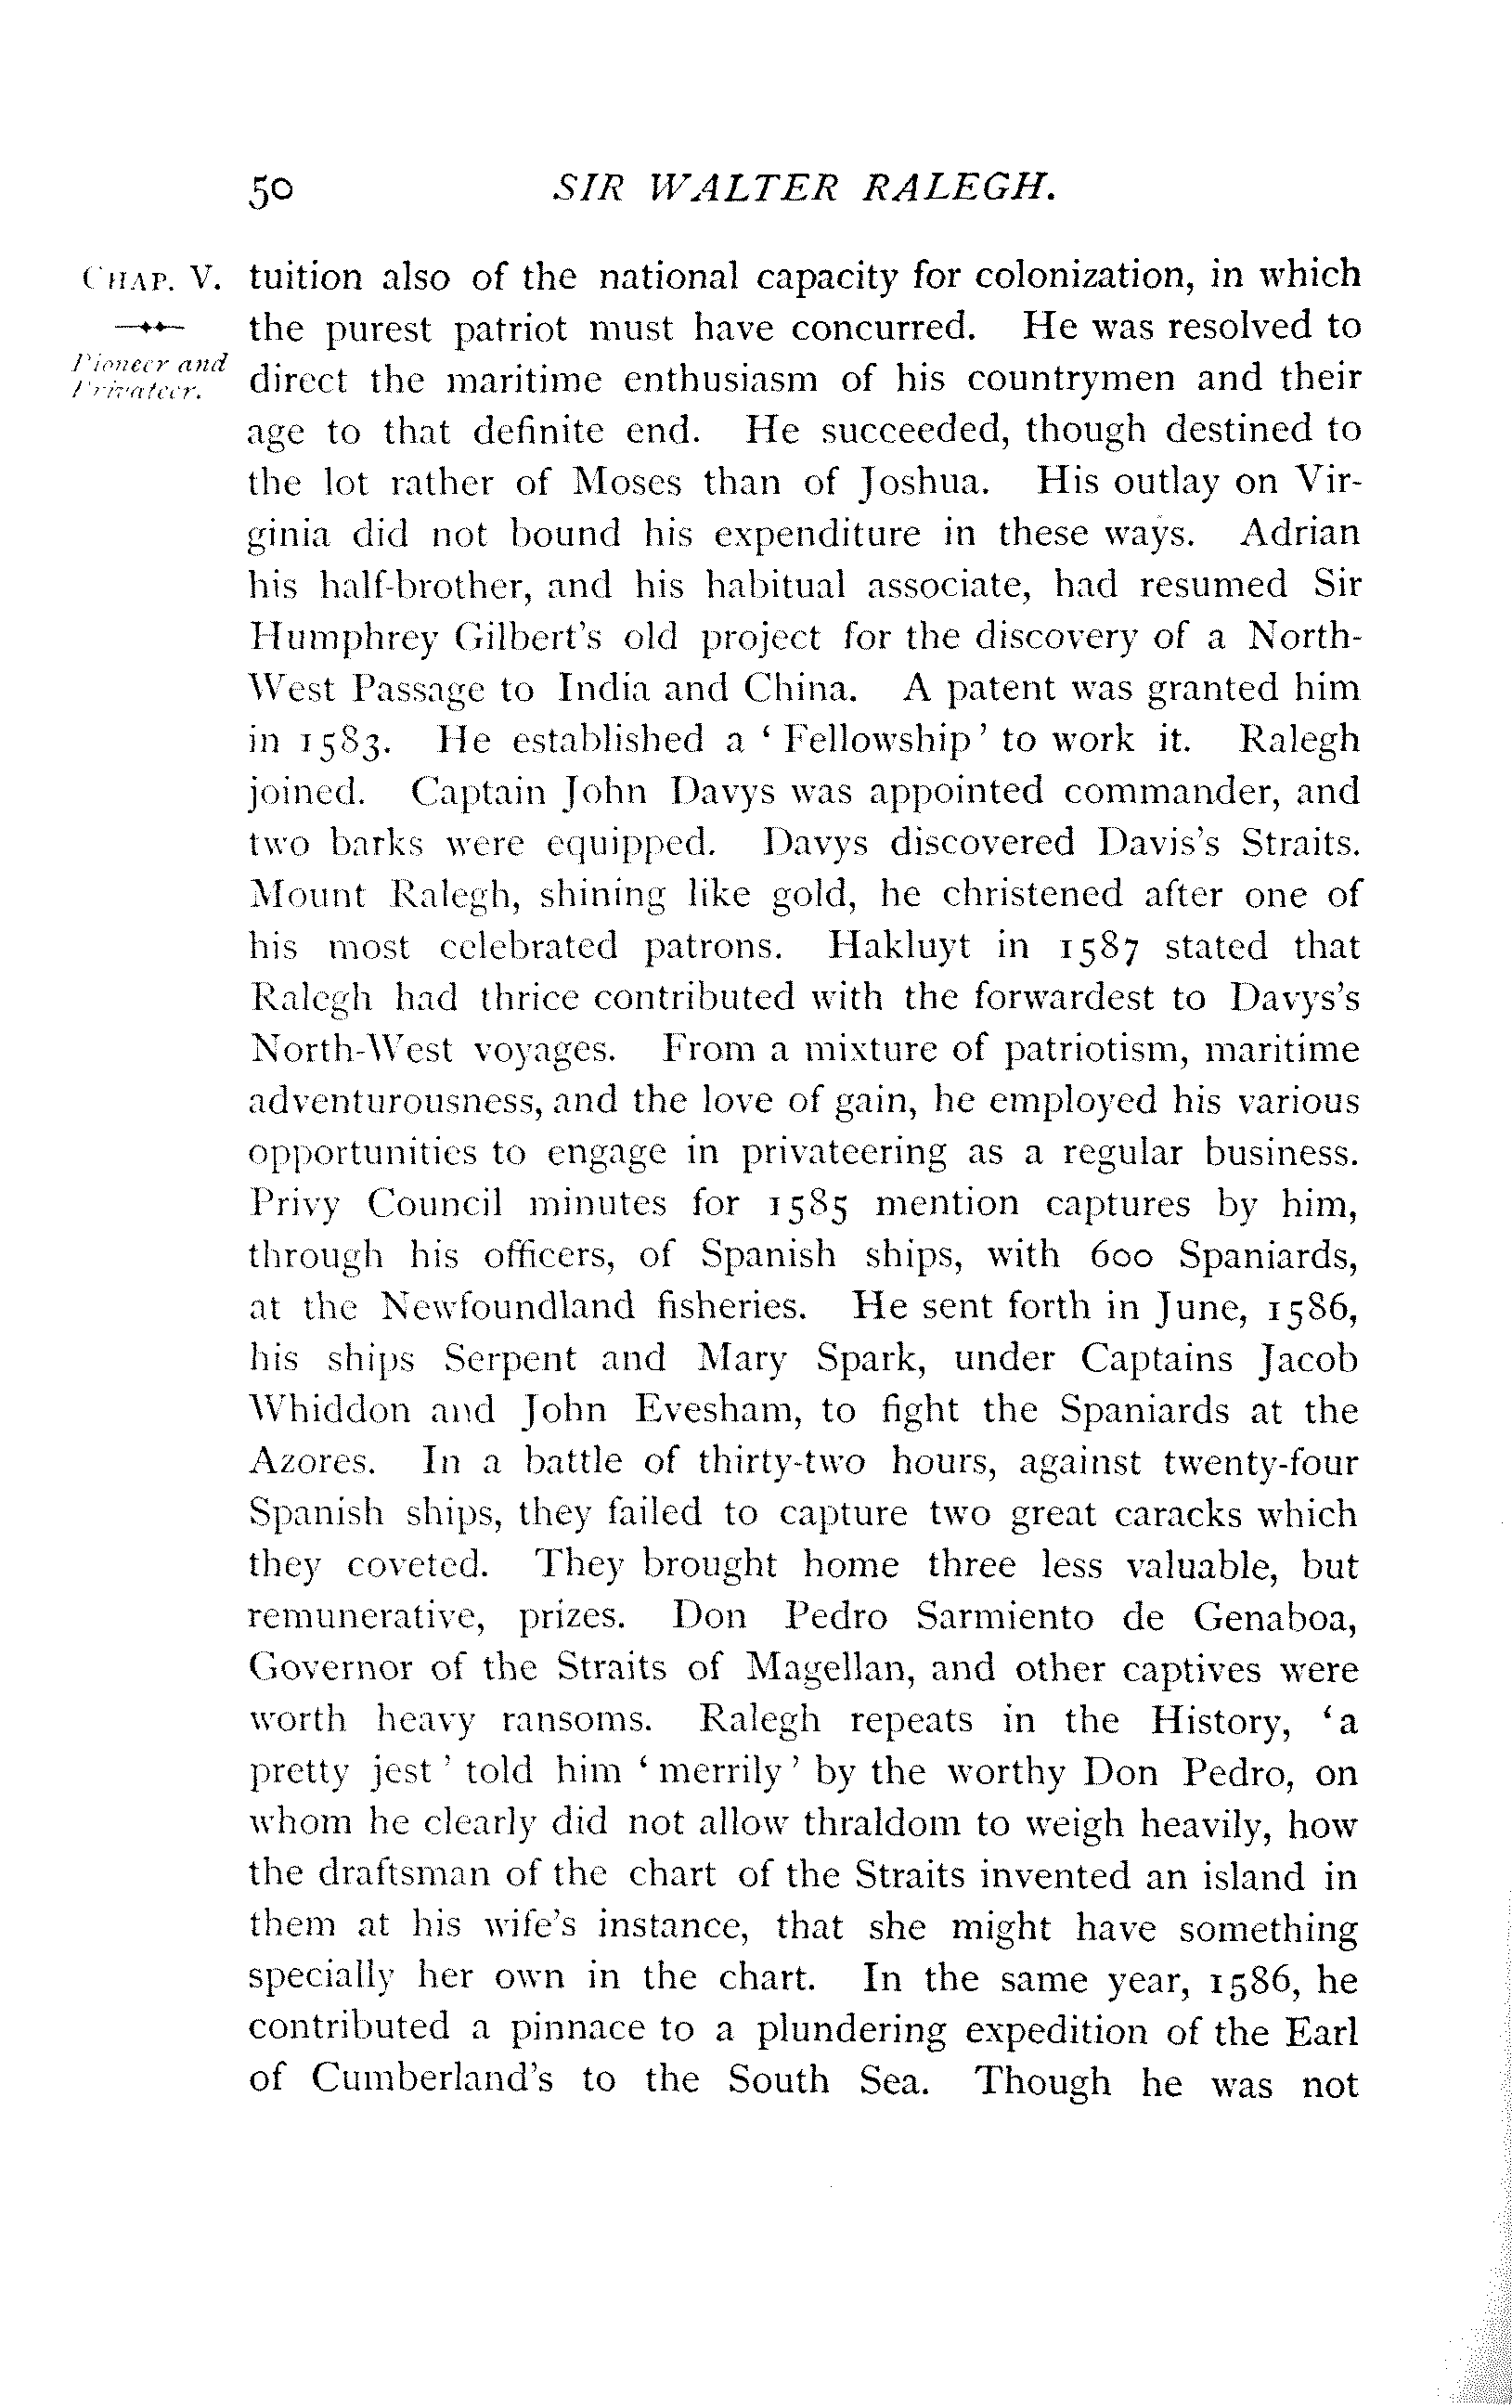 50 SIR WALTER RALEGH.
CHAP. V.
Pioneer and
Privateer.
tuition also of the national capacity for colonization, in which
the purest patriot must have concurred. He was resolved to
direct the maritime enthusiasm of his countrymen and their
age to that definite end. He succeeded, though destined to
the lot rather of Moses than of Joshua. His outlay on Vir-
ginia did not bound his expenditure in these ways. Adrian
his half-brother, and his habitual associate, had resumed Sir
Humphrey Gilbert's old project for the discovery of a North-
West Passage to India and China. A patent was granted him
in 1583. He established a ‘Fellowship’ to work it. Ralegh
joined. Captain John Davys was appointed commander, and
two barks were equipped. Davys discovered Davis's Straits.
Mount Ralegh, shining like gold, he christened after one of
his most celebrated patrons. Hakluyt in 1587 stated that
Ralegh had thrice contributed with the forwardest to Davys's
North-West voyages. From a mixture of patriotism, maritime
adventurousness, and the love of gain, he employed his various
opportunities to engage in privateering as a regular business.
Privy Council minutes for 1585 mention captures by him,
through his officers, of Spanish ships, with 600 Spaniards,
at the Newfoundland fisheries. He sent forth in June, 1586,
his ships Serpent and Mary Spark, under Captains Jacob
Whiddon and John Evesham, to fight the Spaniards at the
Azores. In a battle of thirty-two hours, against twenty-four
Spanish ships, they failed to capture two great caracks which
they coveted. They brought home three less valuable, but
remunerative, prizes. Don Pedro Sarmiento de Genaboa,
Governor of the Straits of Magellan, and other captives were
worth heavy ransoms. Ralegh repeats in the History, ‘a
pretty jest’ told him ‘merrily’ by the worthy Don Pedro, on
whom he clearly did not allow thraldom to weigh heavily, how
the draftsman of the chart of the Straits invented an island in
them at his wife's instance, that she might have something
specially her own in the chart. In the same year, 1586, he
contributed a pinnace to a plundering expedition of the Earl
of Cumberland's to the South Sea. Though he was not